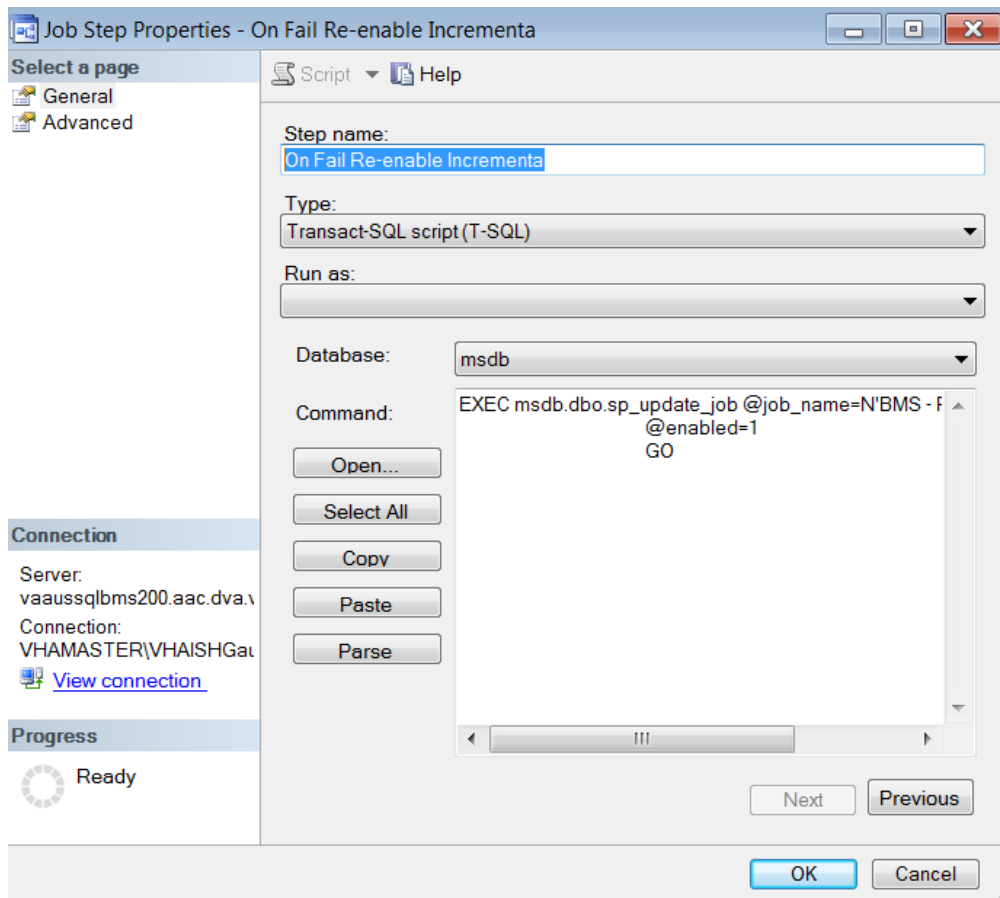 Job Step Properties - On Fail Re-enable Incrementa
Select a page
General
Advanced
Script
Help
Step name:
On Fail Re-enable Incrementa
Type:
Transact-SQL script (T-SQL)
Run as:
Database:
msdb
Command:
EXEC msdb.dbo.sp_update_job @job_name=N'BMS -
@enabled=1
GO
Open...
Select All
Copy
Paste
Parse
Connection
Server:
vaaussqlbms200.aac.dva.
Connection:
VHAMASTER\VHAISHGau
View connection
Progress
Ready
Next
Previous
OK
Cancel